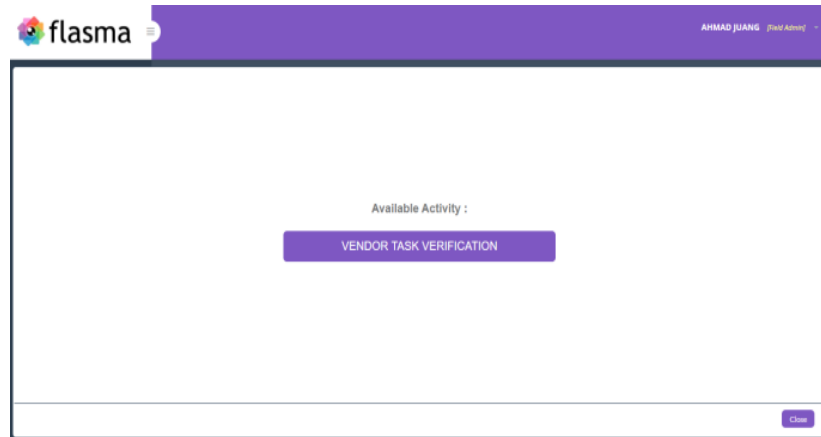 flasma
AHMAD JUANG [Field Admin]
Available Activity :
VENDOR TASK VERIFICATION
Close